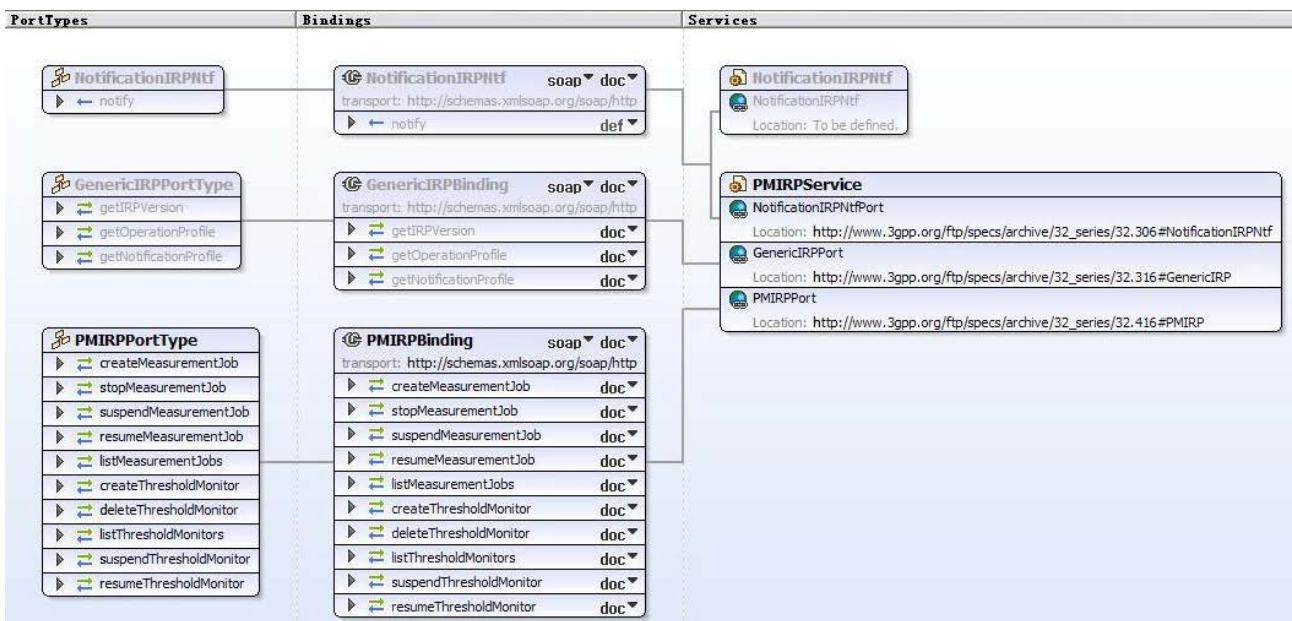 PortTypes
Bindings
Services
NotificationIRPNtf
notify
NotificationIRPNtf soap doc
transport: http://schemas.xmlsoap.org/soap/http
notify def
NotificationIRPNtf
NotificationIRPNtf
Location: To be defined.
GenericIRPPortType
getIRPVersion
getOperationProfile
getNotificationProfile
GenericIRPBinding soap doc
transport: http://schemas.xmlsoap.org/soap/http
getIRPVersion doc
getOperationProfile doc
getNotificationProfile doc
PMIRPService
NotificationIRPNtfPort
Location: http://www.3gpp.org/ftp/specs/archive/32_series/32.306#NotificationIRPNtf
GenericIRPPort
Location: http://www.3gpp.org/ftp/specs/archive/32_series/32.316#GenericIRP
PMIRPPort
Location: http://www.3gpp.org/ftp/specs/archive/32_series/32.416#PMIRP
PMIRPPortType
createMeasurementJob
stopMeasurementJob
suspendMeasurementJob
resumeMeasurementJob
listMeasurementJobs
createThresholdMonitor
deleteThresholdMonitor
listThresholdMonitors
suspendThresholdMonitor
resumeThresholdMonitor
PMIRPBinding soap doc
transport: http://schemas.xmlsoap.org/soap/http
createMeasurementJob doc
stopMeasurementJob doc
suspendMeasurementJob doc
resumeMeasurementJob doc
listMeasurementJobs doc
createThresholdMonitor doc
deleteThresholdMonitor doc
listThresholdMonitors doc
suspendThresholdMonitor doc
resumeThresholdMonitor doc